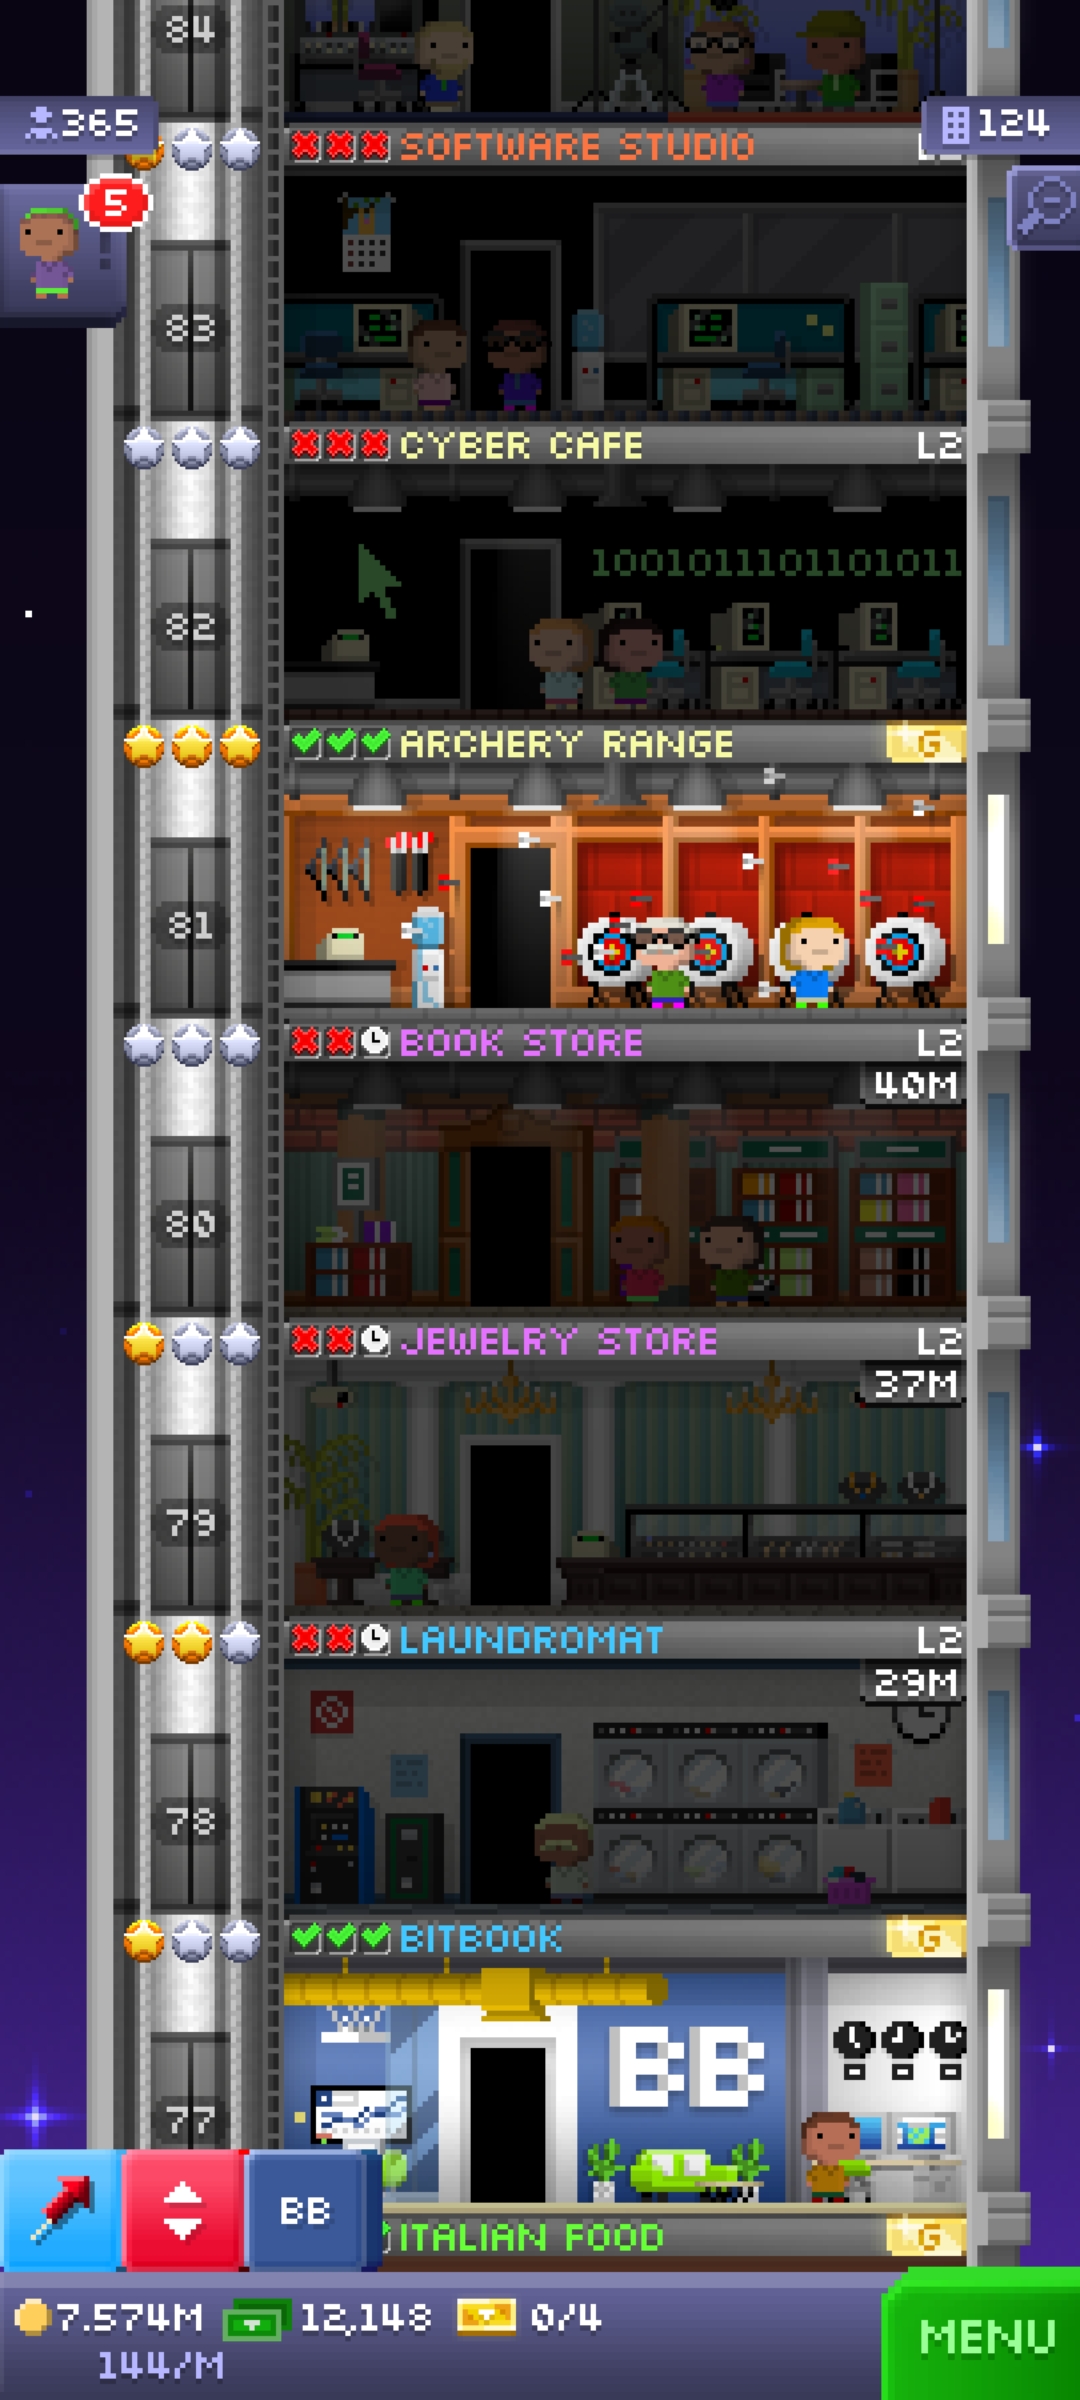 84
365
124
SOFTWARE STUDIO
5
83
CYBER CAFE L2
1001011101101011
82
ARCHERY RANGE G
81
BOOK STORE L2
40M
80
JEWELRY STORE L2
37M
79
LAUNDROMAT L2
29M
78
BITBOOK G
BB
77
BB
ITALIAN FOOD G
7.574M 12,148 0/4
144/M
MENU